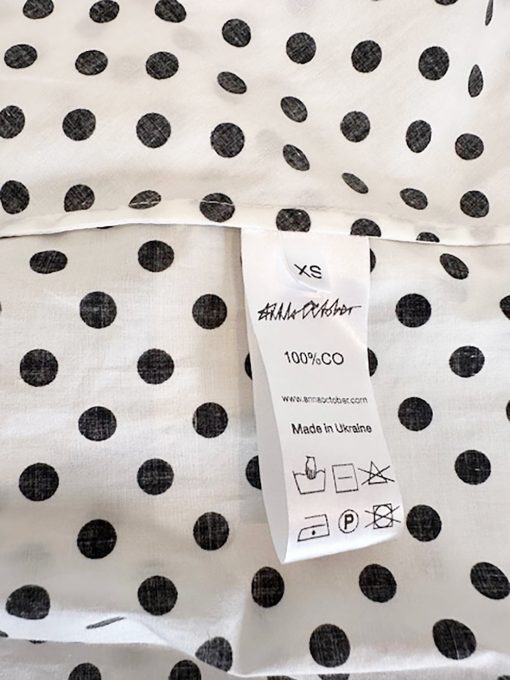 XS
Anna October
100%CO
www.annaoctober.com
Made in Ukraine
P